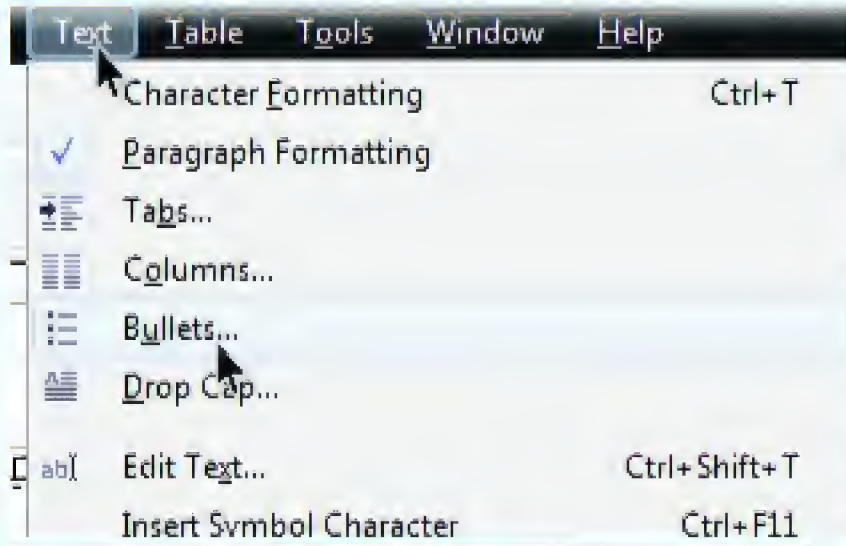 Text Table Tools Window Help
Character Formatting Ctrl+T
Paragraph Formatting
Tabs...
Columns...
Bullets...
Drop Cap...
Edit Text... Ctrl+Shift+T
Insert Symbol Character Ctrl+F11